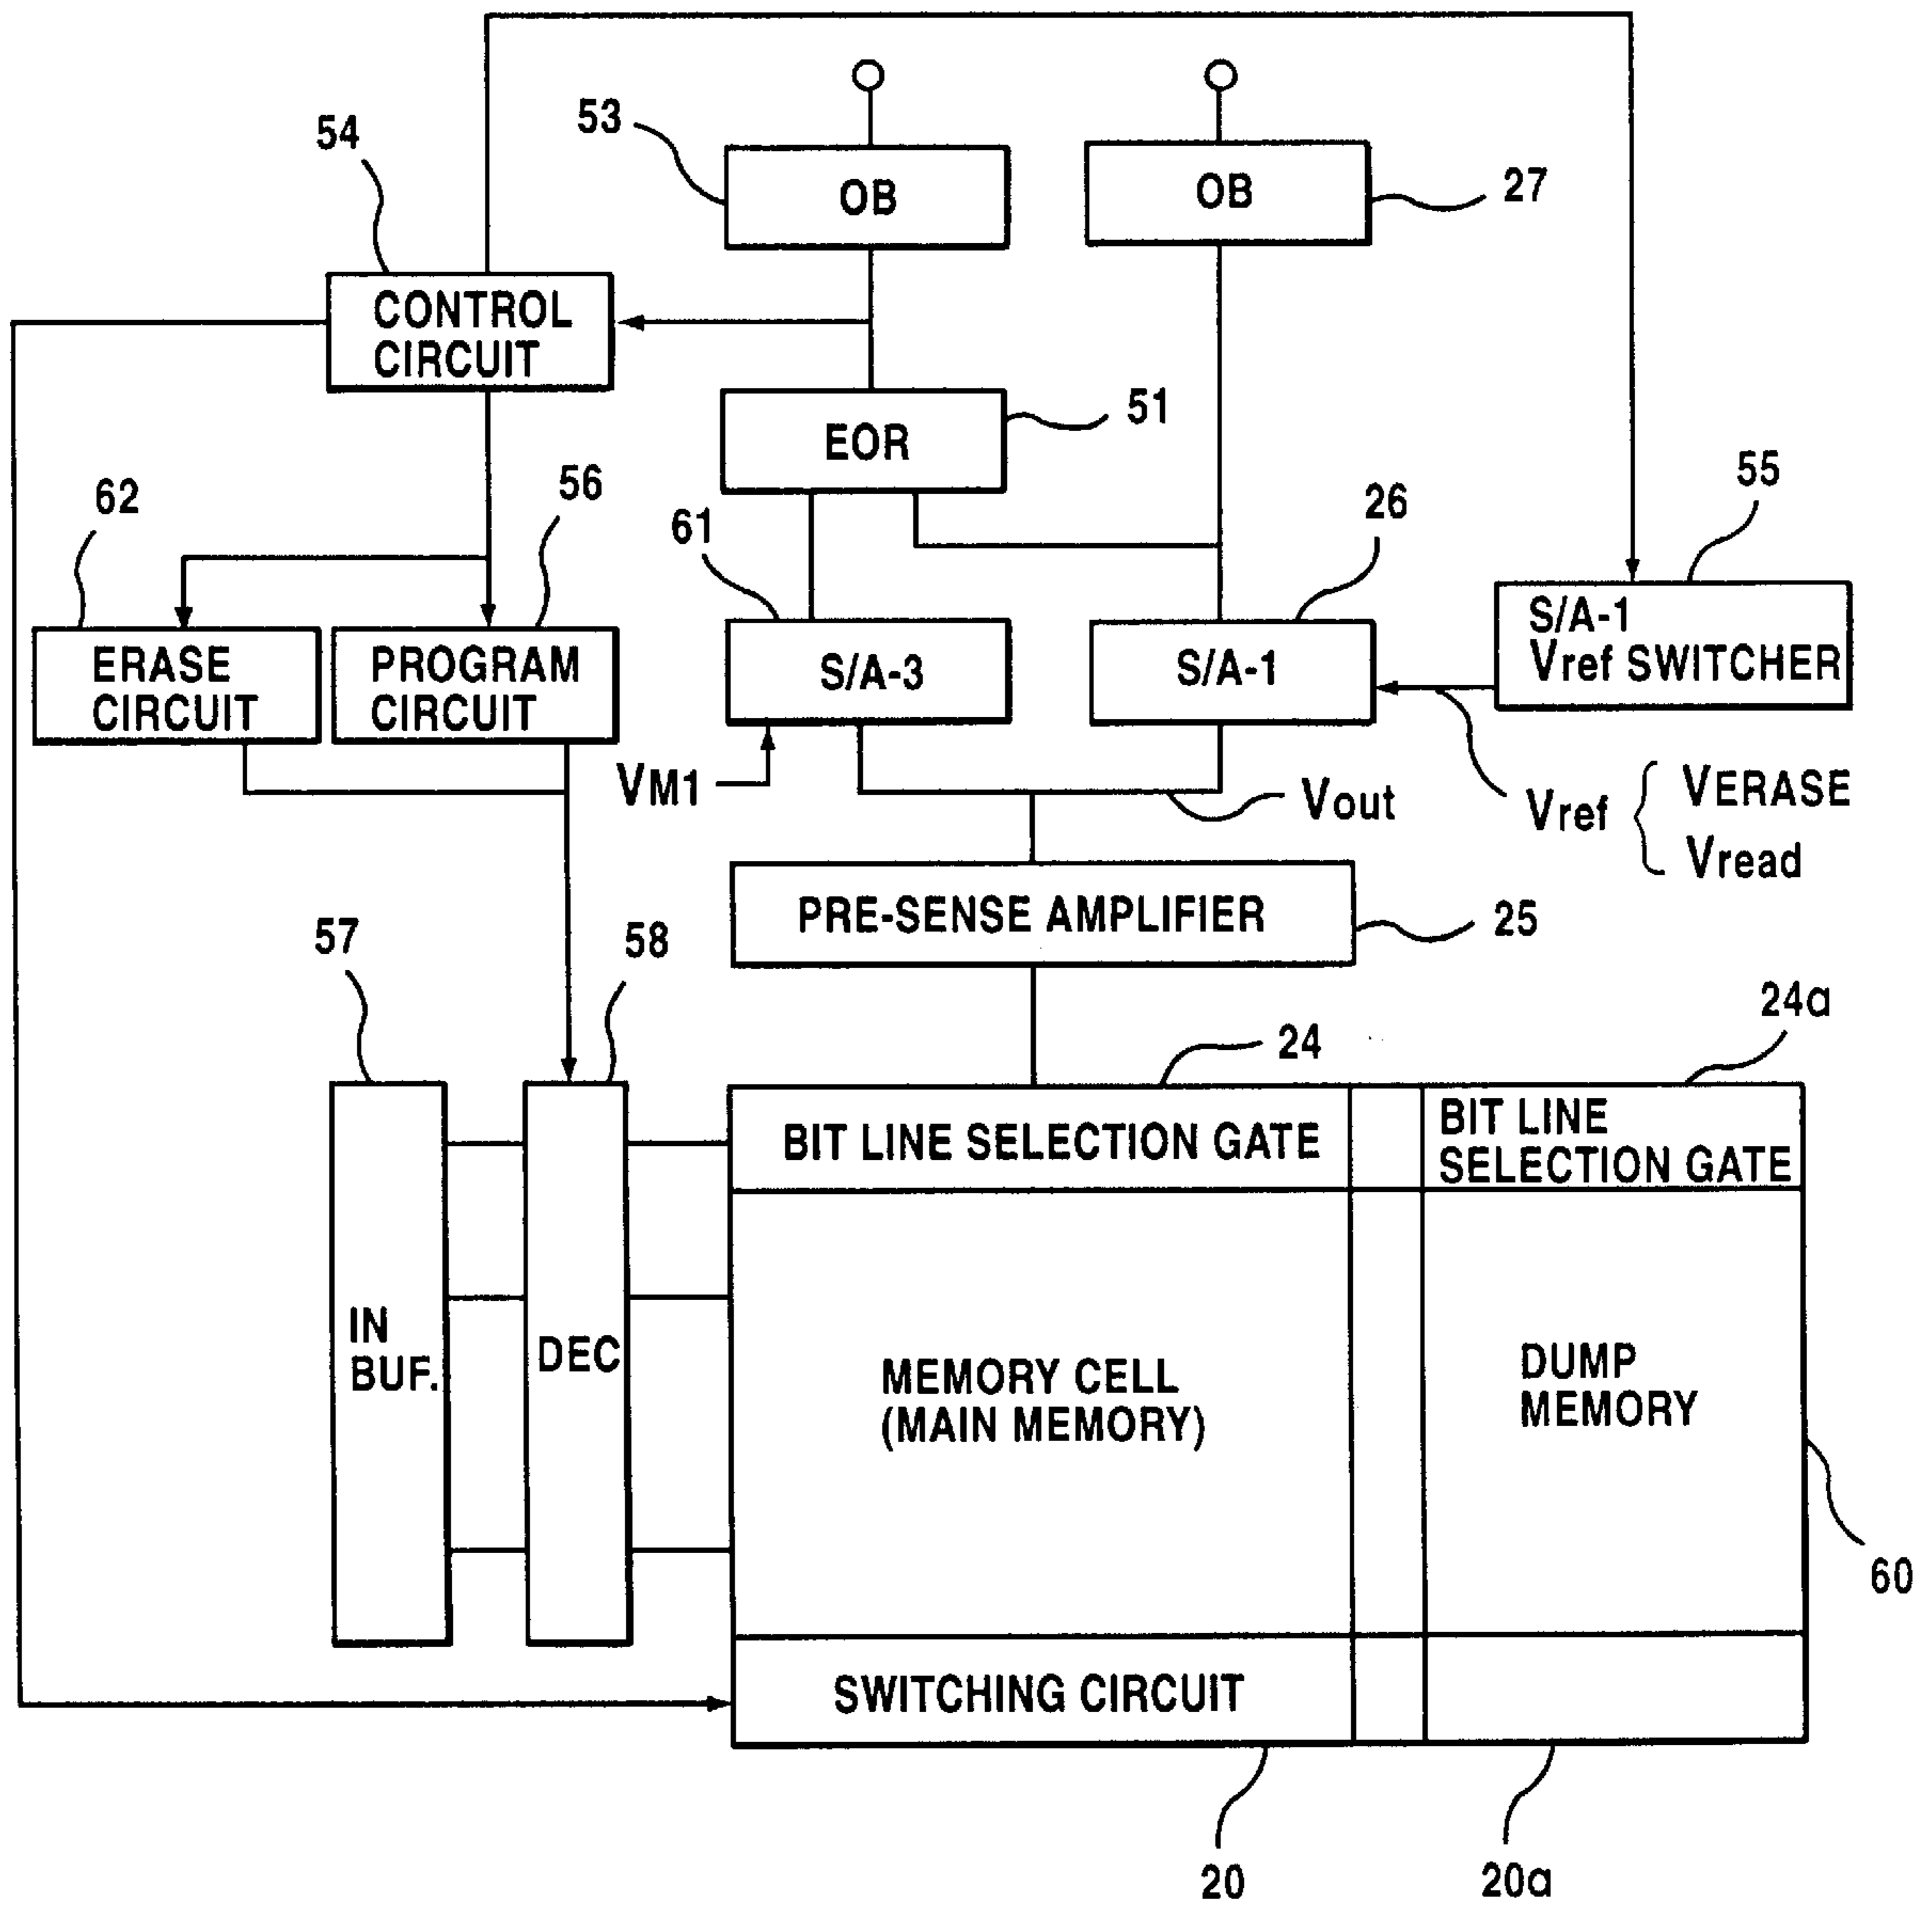 53
54
OB
OB
27
CONTROL
CIRCUIT
51
EOR
62
56
61
26
55
ERASE
CIRCUIT
PROGRAM
CIRCUIT
S/A-3
S/A-1
S/A-1
Vref SWITCHER
VM1
Vout
Vref
VERASE
Vread
PRE-SENSE AMPLIFIER
25
57
58
24
24a
BIT LINE SELECTION GATE
BIT LINE
SELECTION GATE
IN
BUF.
DEC
MEMORY CELL
(MAIN MEMORY)
DUMP
MEMORY
60
SWITCHING CIRCUIT
20
20a